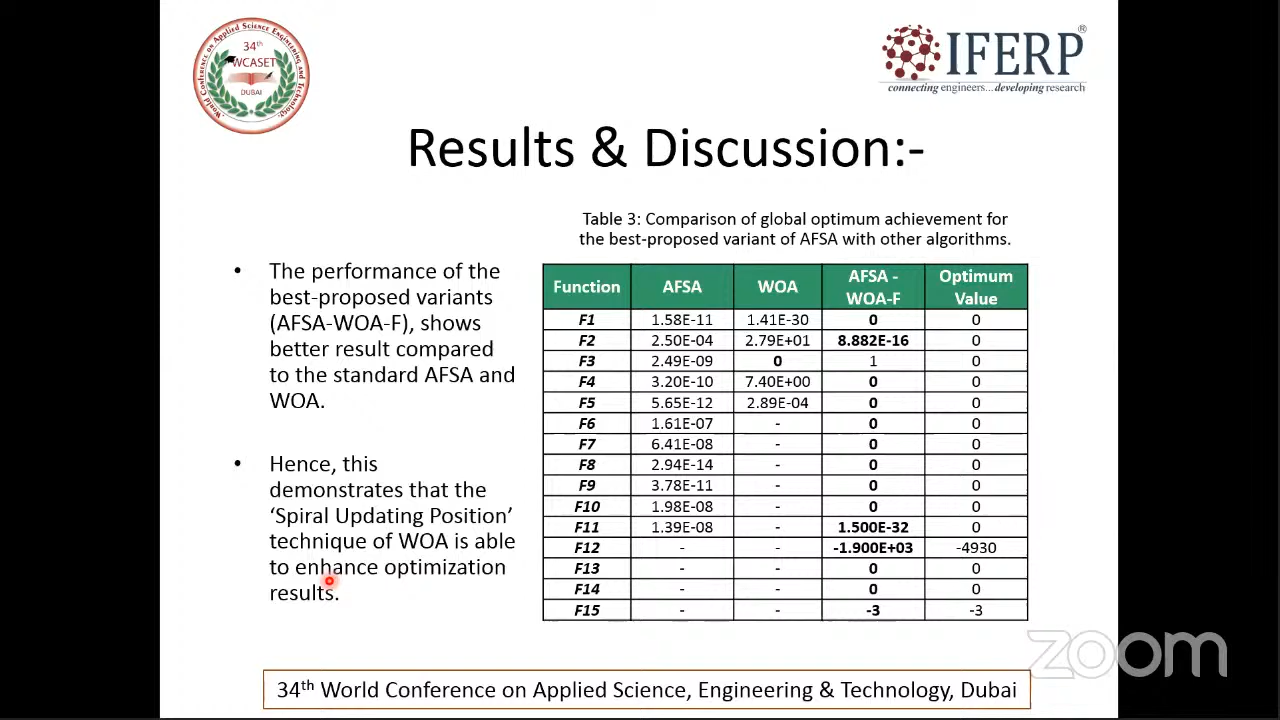 World Conference on Applied Science Engineering and Technology
34th
WCASET
DUBAI
IFERP®
connecting engineers...developing research
Results & Discussion:-
Table 3: Comparison of global optimum achievement for
the best-proposed variant of AFSA with other algorithms.
• The performance of the
best-proposed variants
(AFSA-WOA-F), shows
better result compared
to the standard AFSA and
WOA.
• Hence, this
demonstrates that the
‘Spiral Updating Position’
technique of WOA is able
to enhance optimization
results.
Function AFSA WOA AFSA - WOA-F Optimum Value
F1 1.58E-11 1.41E-30 0 0
F2 2.50E-04 2.79E+01 8.882E-16 0
F3 2.49E-09 0 1 0
F4 3.20E-10 7.40E+00 0 0
F5 5.65E-12 2.89E-04 0 0
F6 1.61E-07 - 0 0
F7 6.41E-08 - 0 0
F8 2.94E-14 - 0 0
F9 3.78E-11 - 0 0
F10 1.98E-08 - 0 0
F11 1.39E-08 - 1.500E-32 0
F12 - - -1.900E+03 -4930
F13 - - 0 0
F14 - - 0 0
F15 - - -3 -3
zoom
34th World Conference on Applied Science, Engineering & Technology, Dubai